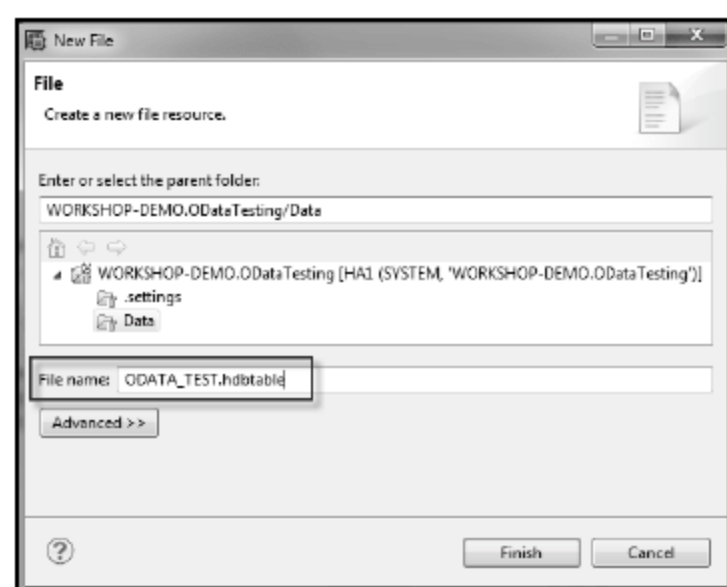 New File
File
Create a new file resource.
Enter or select the parent folder:
WORKSHOP-DEMO.ODataTesting/Data
WORKSHOP-DEMO.ODataTesting [HA1 (SYSTEM, 'WORKSHOP-DEMO.ODataTesting')]
.settings
Data
File name: ODATA_TEST.hdbtable
Advanced >>
?
Finish Cancel